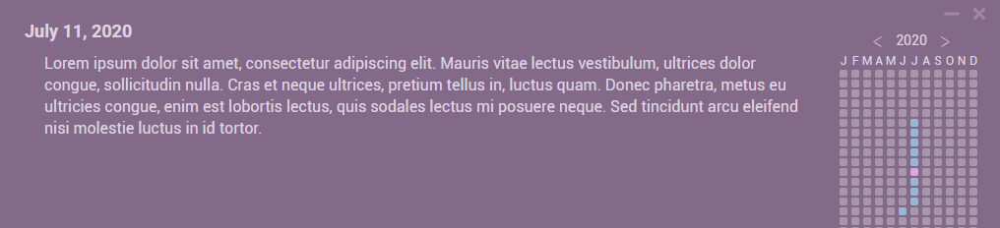 July 11, 2020
Lorem ipsum dolor sit amet, consectetur adipiscing elit. Mauris vitae lectus vestibulum, ultrices dolor
congue, sollicitudin nulla. Cras et neque ultrices, pretium tellus in, luctus quam. Donec pharetra, metus eu
ultricies congue, enim est lobortis lectus, quis sodales lectus mi posuere neque. Sed tincidunt arcu eleifend
nisi molestie luctus in id tortor.
< 2020 >
J F M A M J J A S O N D